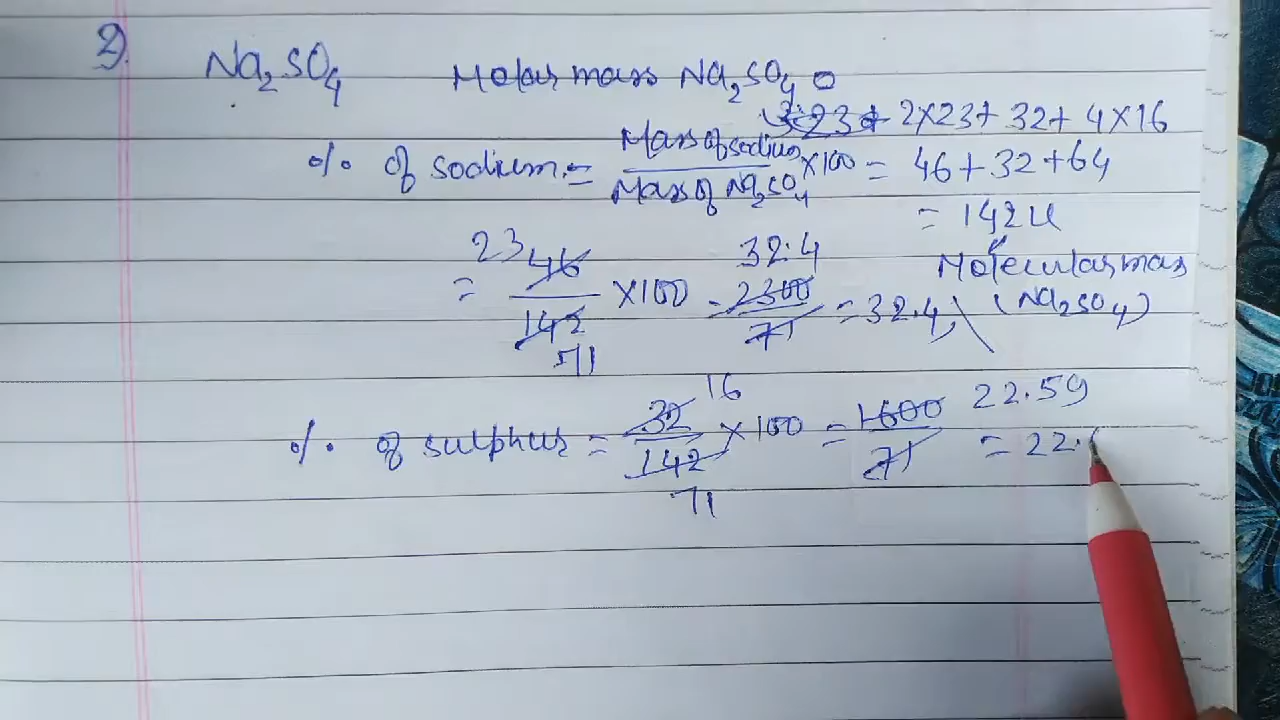 2) Na₂SO₄ Molar mass Na₂SO₄
2×23+ 32+ 4×16
% of sodium = Mass of sodium / Mass of Na₂SO₄ ×100 = 46+32+64
= 142u
= 23 46 / 142 71 ×100 = 32.4 2300 / 71 = 32.4%
Molecular mass
(Na₂SO₄)
% of sulphur = 32 16 / 142 71 ×100 = 1600 / 71 22.59
= 22.